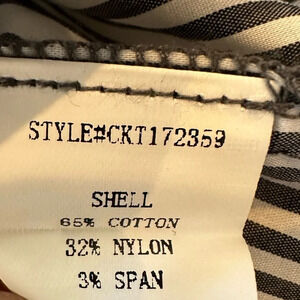 STYLE#CKT172359
SHELL
65% COTTON
32% NYLON
3% SPAN